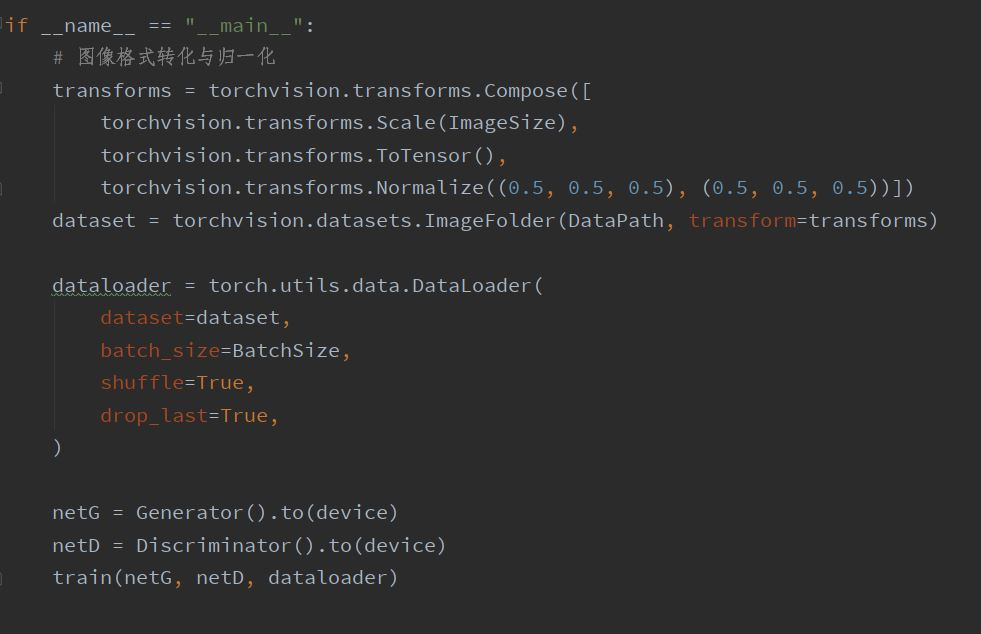 if __name__ == "__main__":
    # 图像格式转化与归一化
    transforms = torchvision.transforms.Compose([
        torchvision.transforms.Scale(ImageSize),
        torchvision.transforms.ToTensor(),
        torchvision.transforms.Normalize((0.5, 0.5, 0.5), (0.5, 0.5, 0.5))])
    dataset = torchvision.datasets.ImageFolder(DataPath, transform=transforms)

    dataloader = torch.utils.data.DataLoader(
        dataset=dataset,
        batch_size=BatchSize,
        shuffle=True,
        drop_last=True,
    )

    netG = Generator().to(device)
    netD = Discriminator().to(device)
    train(netG, netD, dataloader)